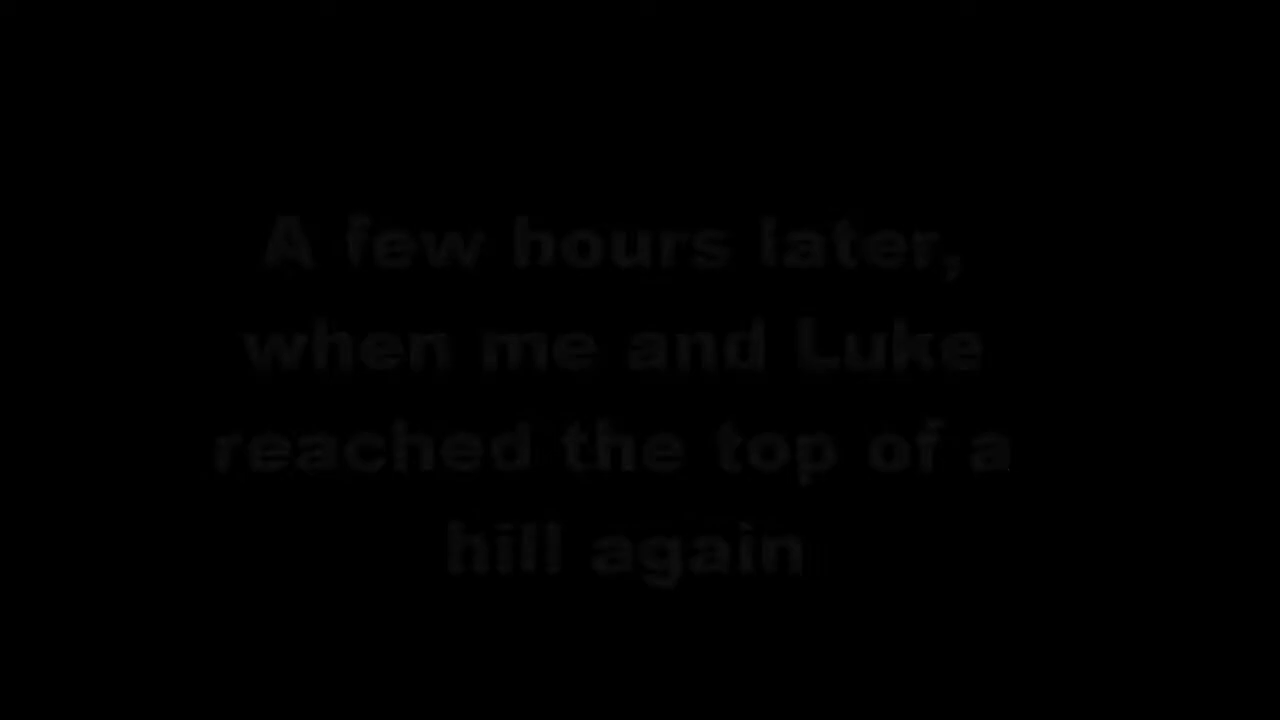 A few hours later,
when me and Luke
reached the top of a
hill again